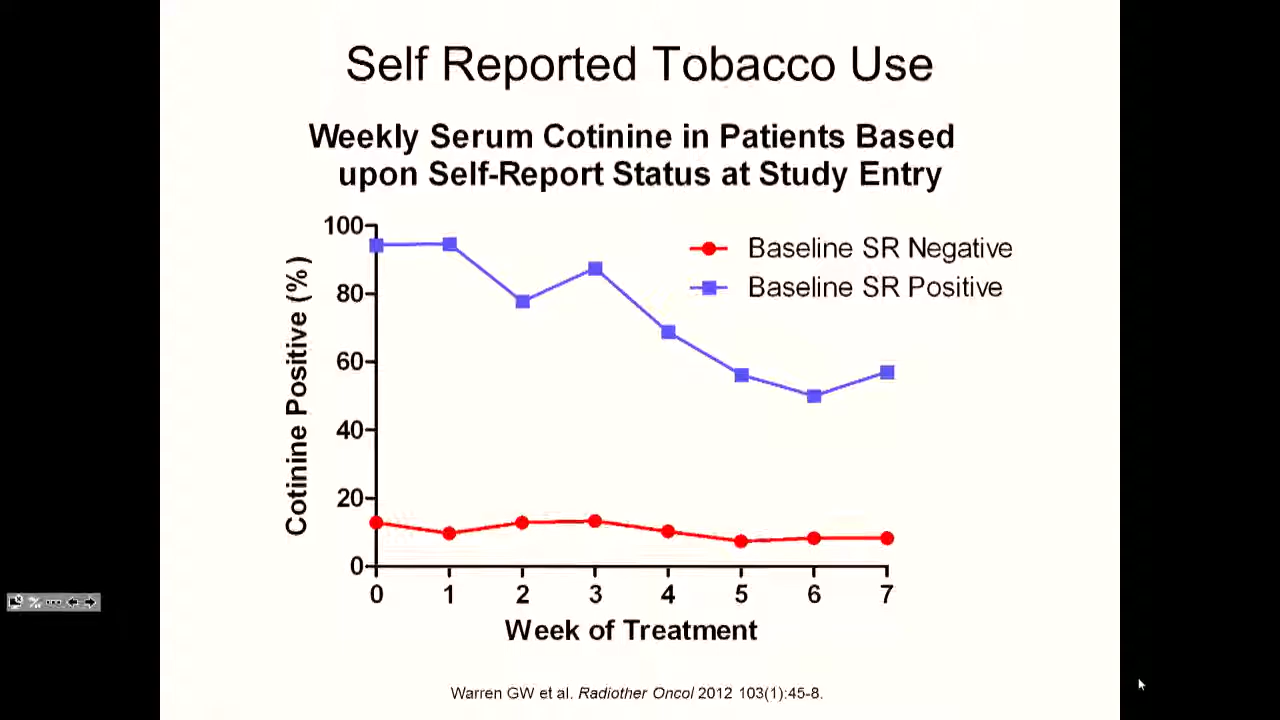 Self Reported Tobacco Use
Weekly Serum Cotinine in Patients Based
upon Self-Report Status at Study Entry
Baseline SR Negative
Baseline SR Positive
Cotinine Positive (%)
100
80
60
40
20
0
0 1 2 3 4 5 6 7
Week of Treatment
Warren GW et al. Radiother Oncol 2012 103(1):45-8.